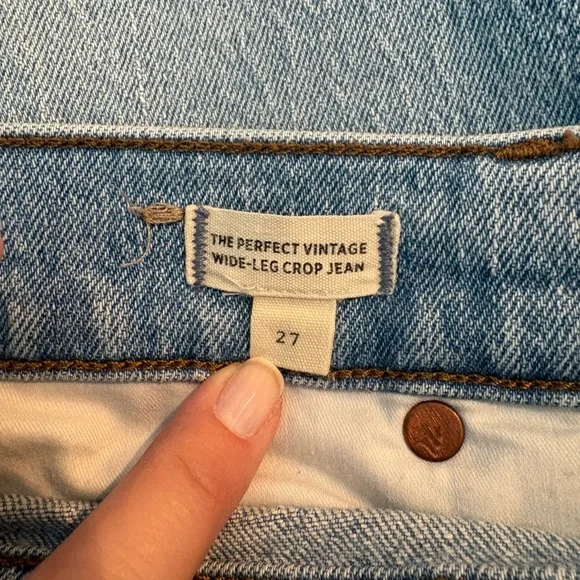 THE PERFECT VINTAGE
WIDE-LEG CROP JEAN
27